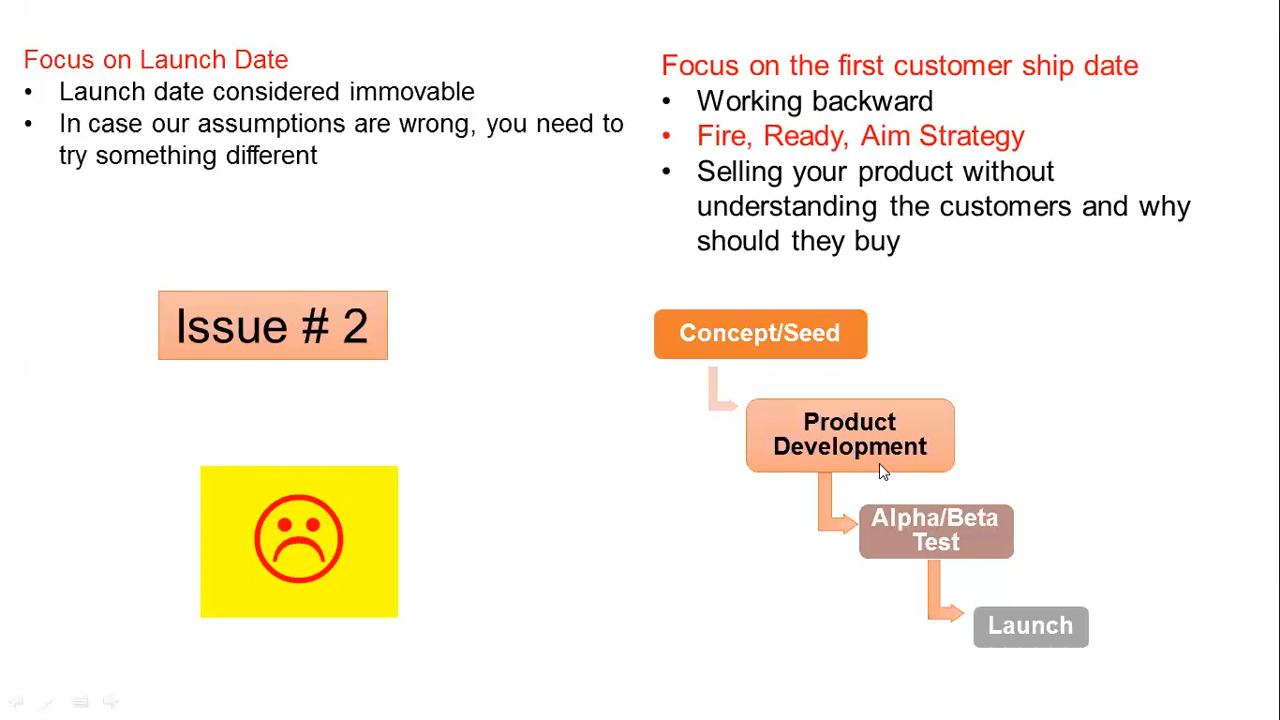 Focus on Launch Date
• Launch date considered immovable
• In case our assumptions are wrong, you need to
try something different
Issue # 2
Focus on the first customer ship date
• Working backward
• Fire, Ready, Aim Strategy
• Selling your product without
understanding the customers and why
should they buy
Concept/Seed
Product
Development
Alpha/Beta
Test
Launch